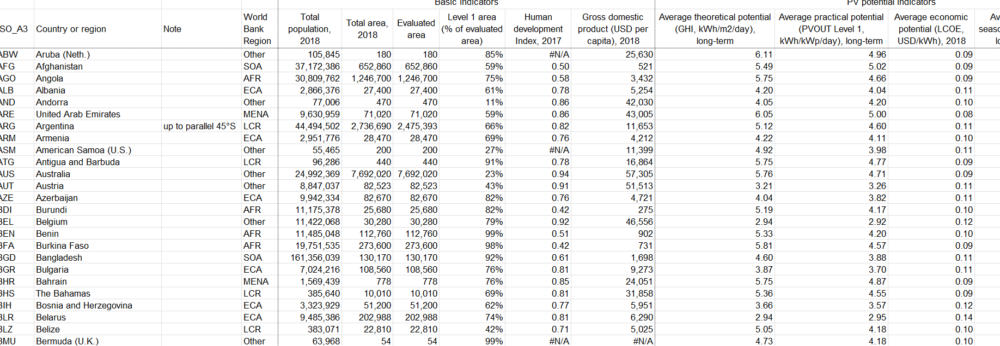 Basic Indicators PV potential indicators
World Total Level 1 area Human Gross domestic Average theoretical potential Average practical potential Average economic
Total area, Evaluated
SO_A3 Country or region Note Bank population, 2018 area (% of evaluated development product (USD per (GHI, kWh/m2/day), (PVOUT Level 1, potential (LCOE,
Region 2018 area) Index, 2017 capita), 2018 long-term kWh/kWp/day), long-term USD/kWh), 2018
ABW Aruba (Neth.) Other 105,845 180 180 85% #N/A 25,630 6.11 4.96 0.09
AFG Afghanistan SOA 37,172,386 652,860 652,860 59% 0.50 521 5.49 5.02 0.09
AGO Angola AFR 30,809,762 1,246,700 1,246,700 75% 0.58 3,432 5.75 4.66 0.09
ALB Albania ECA 2,866,376 27,400 27,400 61% 0.78 5,254 4.20 4.04 0.11
AND Andorra Other 77,006 470 470 11% 0.86 42,030 4.05 4.20 0.10
ARE United Arab Emirates MENA 9,630,959 71,020 71,020 59% 0.86 43,005 6.05 5.00 0.08
ARG Argentina up to parallel 45°S LCR 44,494,502 2,736,690 2,475,393 66% 0.82 11,653 5.12 4.60 0.11
ARM Armenia ECA 2,951,776 28,470 28,470 69% 0.76 4,212 4.22 4.11 0.10
ASM American Samoa (U.S.) Other 55,465 200 200 27% #N/A 11,399 4.92 3.98 0.11
ATG Antigua and Barbuda LCR 96,286 440 440 91% 0.78 16,864 5.75 4.77 0.09
AUS Australia Other 24,992,369 7,692,020 7,692,020 23% 0.94 57,305 5.76 4.71 0.09
AUT Austria Other 8,847,037 82,523 82,523 43% 0.91 51,513 3.21 3.26 0.11
AZE Azerbaijan ECA 9,942,334 82,670 82,670 82% 0.76 4,721 4.04 3.82 0.11
BDI Burundi AFR 11,175,378 25,680 25,680 82% 0.42 275 5.19 4.17 0.10
BEL Belgium Other 11,422,068 30,280 30,280 79% 0.92 46,556 2.94 2.92 0.12
BEN Benin AFR 11,485,048 112,760 112,760 99% 0.51 902 5.33 4.20 0.10
BFA Burkina Faso AFR 19,751,535 273,600 273,600 98% 0.42 731 5.81 4.57 0.09
BGD Bangladesh SOA 161,356,039 130,170 130,170 92% 0.61 1,698 4.60 3.88 0.11
BGR Bulgaria ECA 7,024,216 108,560 108,560 76% 0.81 9,273 3.87 3.70 0.11
BHR Bahrain MENA 1,569,439 778 778 76% 0.85 24,051 5.75 4.87 0.09
BHS The Bahamas LCR 385,640 10,010 10,010 69% 0.81 31,858 5.36 4.55 0.09
BIH Bosnia and Herzegovina ECA 3,323,929 51,200 51,200 62% 0.77 5,951 3.66 3.57 0.12
BLR Belarus ECA 9,485,386 202,988 202,988 74% 0.81 6,290 2.94 2.95 0.14
BLZ Belize LCR 383,071 22,810 22,810 42% 0.71 5,025 5.05 4.18 0.10
BMU Bermuda (U.K.) Other 63,968 54 54 99% #N/A #N/A 4.73 4.18 0.10